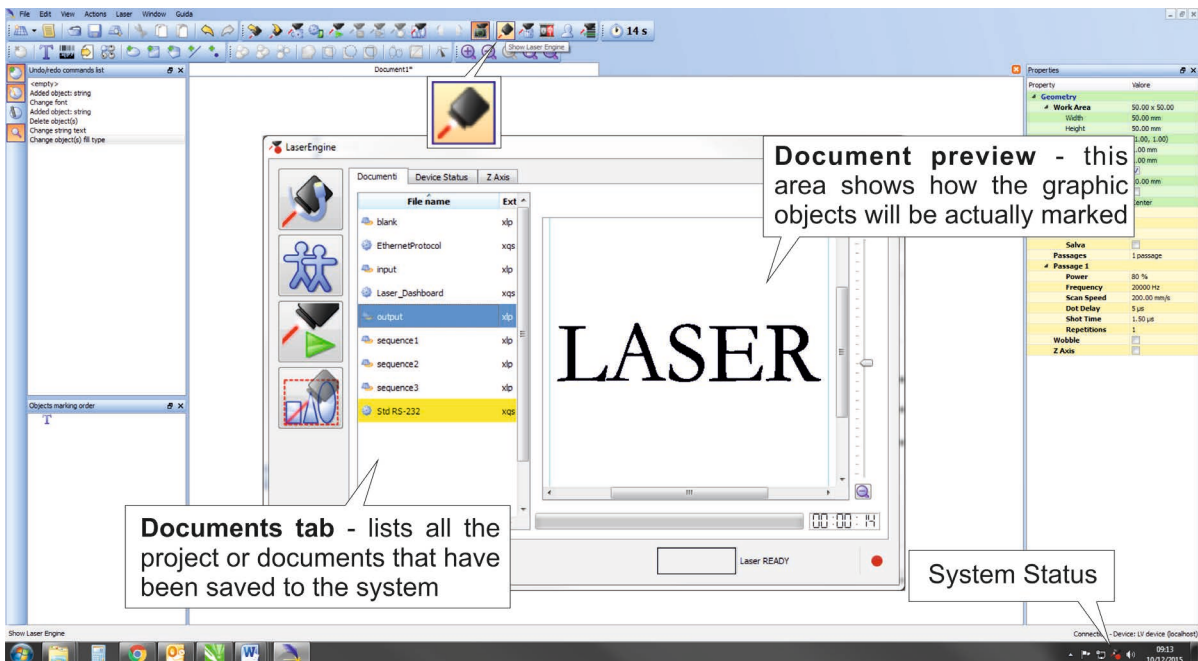 File Edit View Actions Laser Window Guida
14 s
Show Laser Engine
Undo/redo commands list
<empty>
Added object: string
Change font
Added object: string
Delete object(s)
Change string text
Change object(s) fill type
Objects marking order
T
Document1*
LaserEngine
Documenti Device Status Z Axis
File name Ext
blank xlp
EthernetProtocol xqs
input xlp
Laser_Dashboard xqs
output xlp
sequence1 xlp
sequence2 xlp
sequence3 xlp
Std RS-232 xqs
LASER
00:00:14
Laser READY
Document preview - this
area shows how the graphic
objects will be actually marked
Documents tab - lists all the
project or documents that have
been saved to the system
System Status
Properties
Property Valore
Geometry
Work Area 50.00 x 50.00
Width 50.00 mm
Height 50.00 mm
Salva
Passages 1 passage
Passage 1
Power 80 %
Frequency 20000 Hz
Scan Speed 200.00 mm/s
Dot Delay 5 µs
Shot Time 1.50 µs
Repetitions 1
Wobble
Z Axis
Show Laser Engine
Device: LV device (localhost)
09:13
10/12/2015